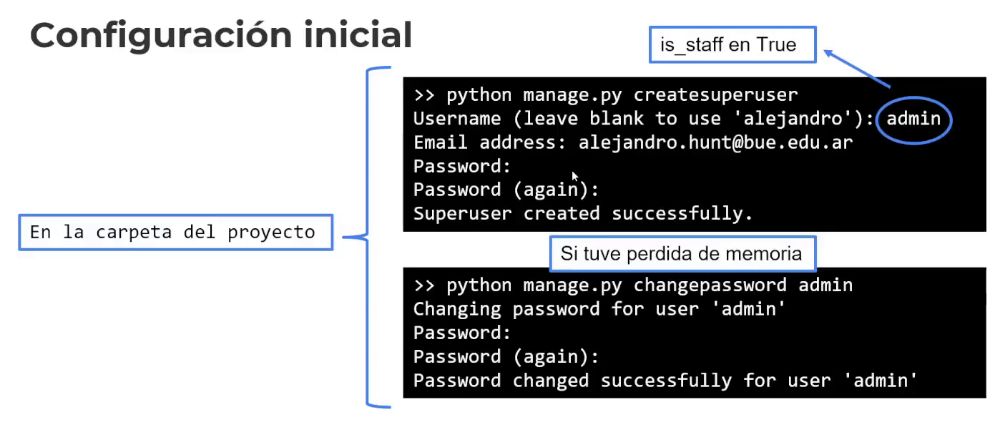 Configuración inicial
is_staff en True
>> python manage.py createsuperuser
Username (leave blank to use 'alejandro'): admin
Email address: alejandro.hunt@bue.edu.ar
Password:
Password (again):
Superuser created successfully.
En la carpeta del proyecto
Si tuve perdida de memoria
>> python manage.py changepassword admin
Changing password for user 'admin'
Password:
Password (again):
Password changed successfully for user 'admin'